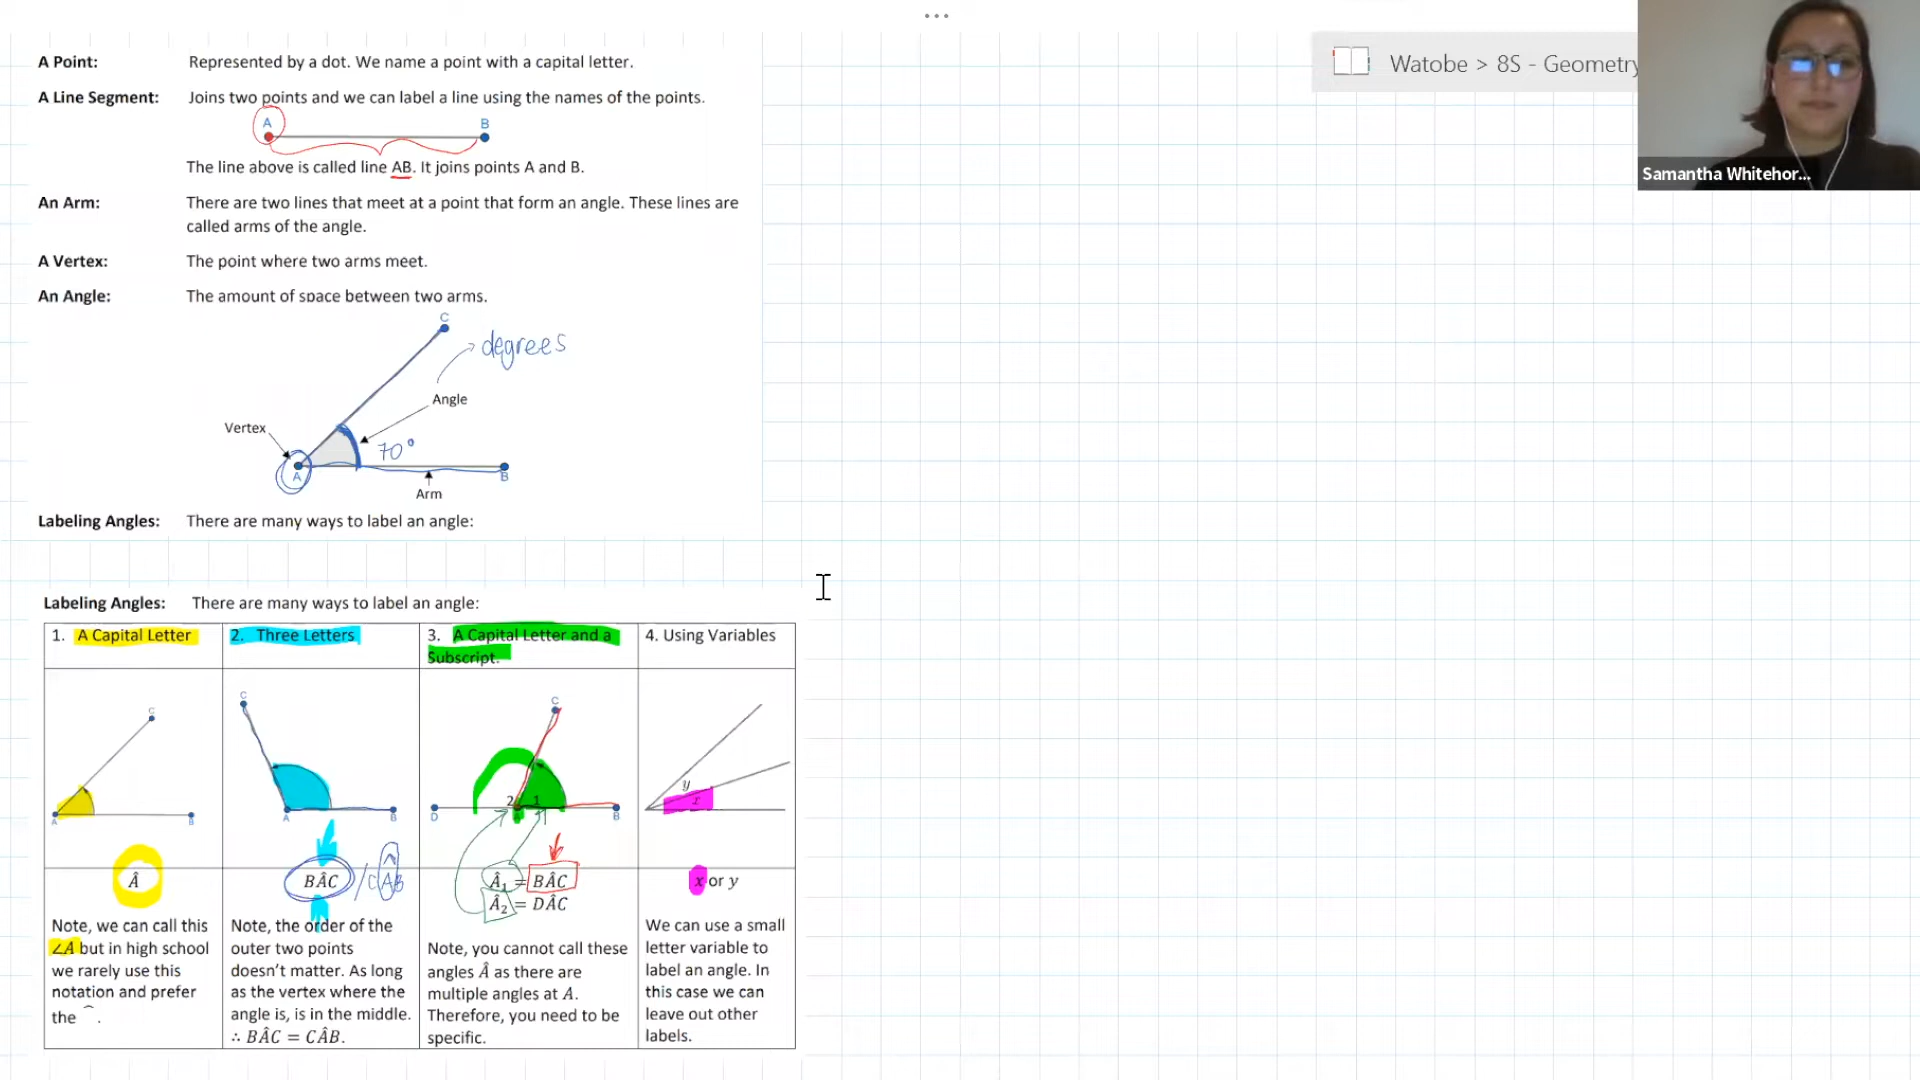 ...
Watobe > 8S - Geometry
Samantha Whitehor...
A Point: Represented by a dot. We name a point with a capital letter.
A Line Segment: Joins two points and we can label a line using the names of the points.
A B
The line above is called line AB. It joins points A and B.
An Arm: There are two lines that meet at a point that form an angle. These lines are
called arms of the angle.
A Vertex: The point where two arms meet.
An Angle: The amount of space between two arms.
C
degrees
Angle
Vertex
70°
A B
Arm
Labeling Angles: There are many ways to label an angle:
Labeling Angles: There are many ways to label an angle:
1. A Capital Letter
C
A B
Â
Note, we can call this
∠A but in high school
we rarely use this
notation and prefer
the ⌒ .
2. Three Letters
C
A B
BÂC / CÂB
Note, the order of the
outer two points
doesn't matter. As long
as the vertex where the
angle is, is in the middle.
∴ BÂC = CÂB.
3. A Capital Letter and a
Subscript.
C
2 1
D A B
Â₁ = BÂC
Â₂ = DÂC
Note, you cannot call these
angles Â as there are
multiple angles at A.
Therefore, you need to be
specific.
4. Using Variables
y
x
x or y
We can use a small
letter variable to
label an angle. In
this case we can
leave out other
labels.